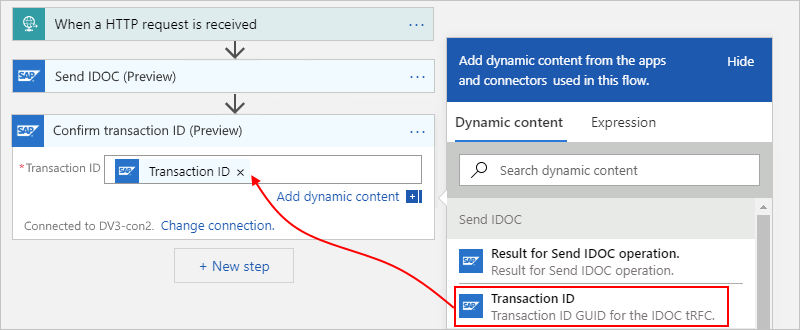 When a HTTP request is received
...
SAP
Send IDOC (Preview)
...
SAP
Confirm transaction ID (Preview)
...
*Transaction ID
SAP
Transaction ID ×
Add dynamic content
Connected to DV3-con2. Change connection.
+ New step
Add dynamic content from the apps
and connectors used in this flow.
Hide
Dynamic content
Expression
Search dynamic content
Send IDOC
SAP
Result for Send IDOC operation.
Result for Send IDOC operation.
SAP
Transaction ID
Transaction ID GUID for the IDOC tRFC.